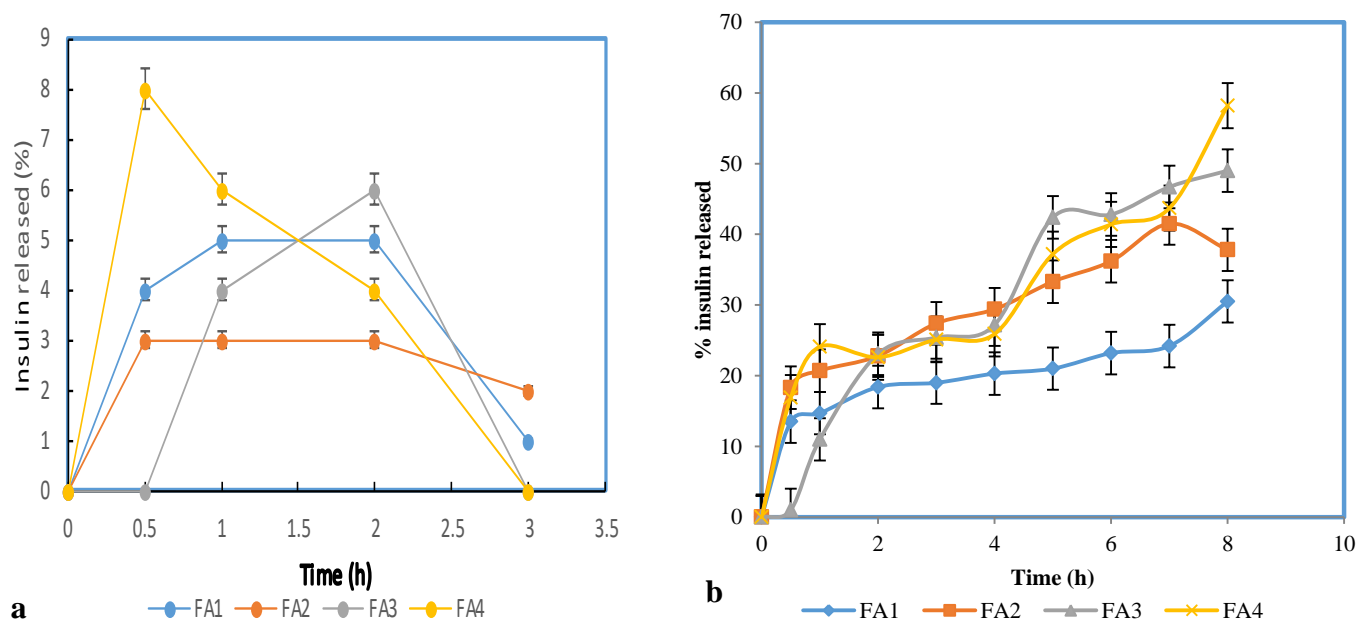 9
8
7
6
5
4
3
2
1
0
Insulin released (%)
0 0.5 1 1.5 2 2.5 3 3.5
Time (h)
a
FA1 FA2 FA3 FA4
70
60
50
40
30
20
10
0
% insulin released
0 2 4 6 8 10
Time (h)
b
FA1 FA2 FA3 FA4